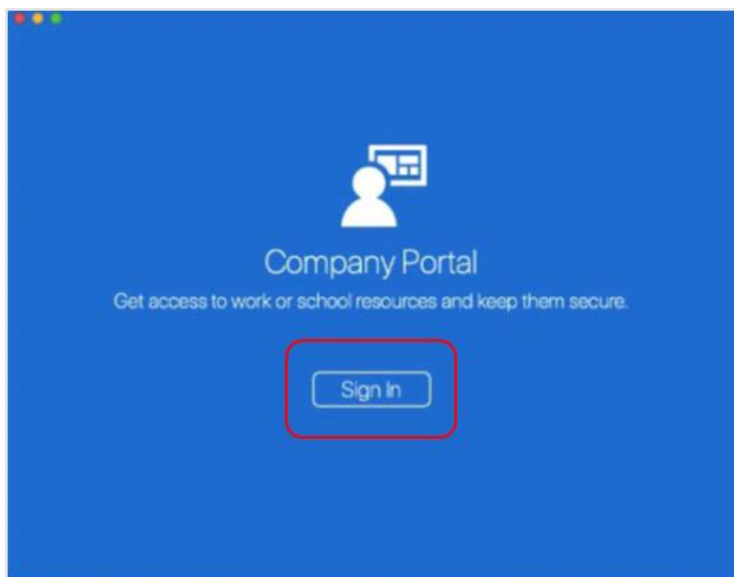 Company Portal
Get access to work or school resources and keep them secure.
Sign In